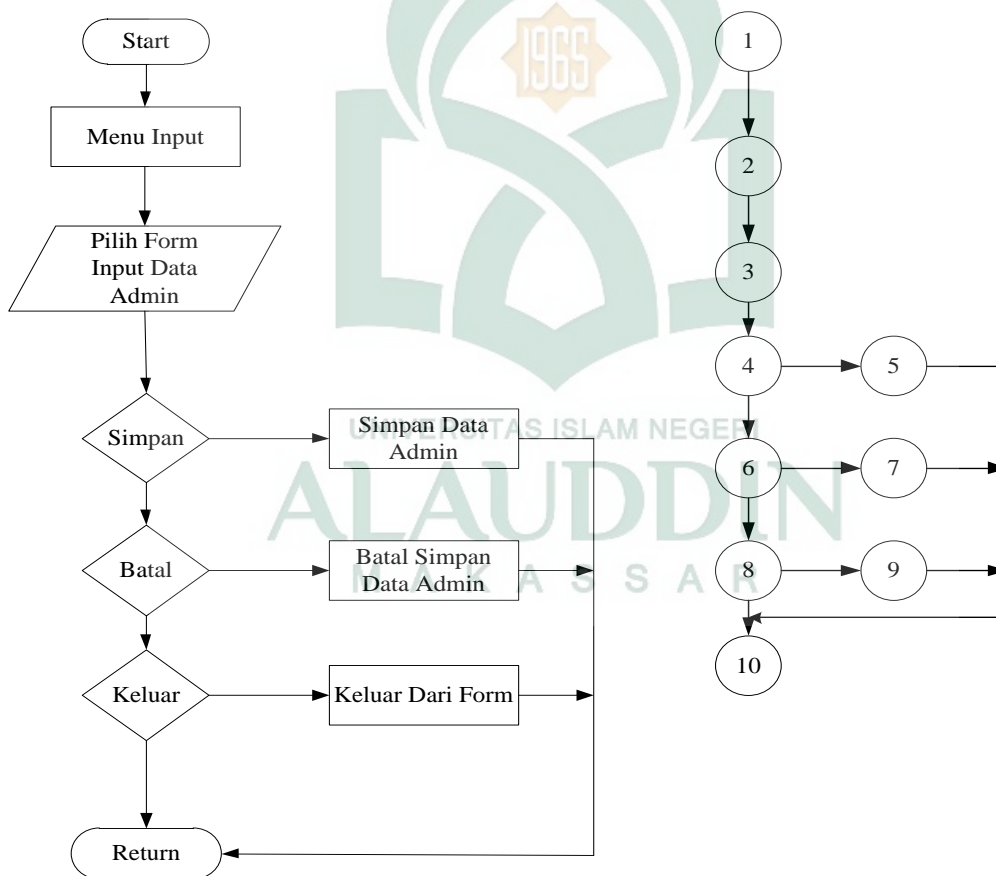 Start
Menu Input
Pilih Form
Input Data
Admin
Simpan
Simpan Data
Admin
Batal
Batal Simpan
Data Admin
Keluar
Keluar Dari Form
Return
1965
UNIVERSITAS ISLAM NEGERI
ALAUDDIN
MAKASSAR
1
2
3
4
5
6
7
8
9
10